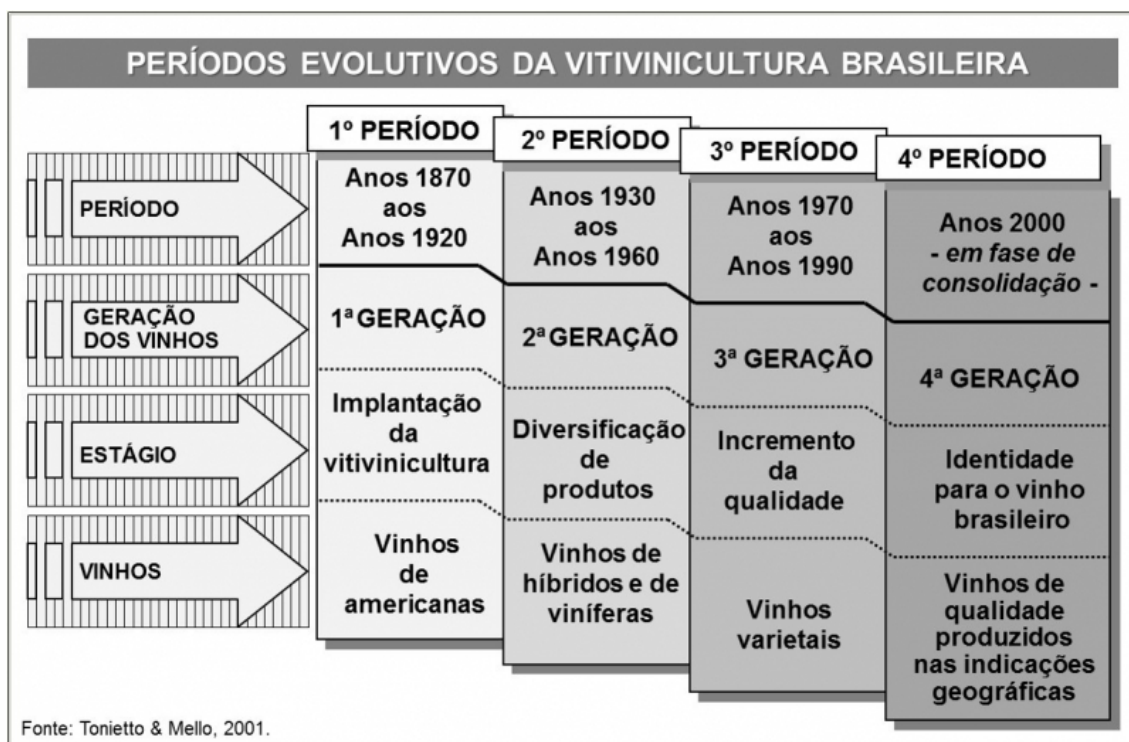 PERÍODOS EVOLUTIVOS DA VITIVINICULTURA BRASILEIRA
1º PERÍODO
2º PERÍODO
3º PERÍODO
4º PERÍODO
PERÍODO
Anos 1870
aos
Anos 1920
Anos 1930
aos
Anos 1960
Anos 1970
aos
Anos 1990
Anos 2000
- em fase de
consolidação -
GERAÇÃO
DOS VINHOS
1ª GERAÇÃO
2ª GERAÇÃO
3ª GERAÇÃO
4ª GERAÇÃO
ESTÁGIO
Implantação
da
vitivinicultura
Diversificação
de
produtos
Incremento
da
qualidade
Identidade
para o vinho
brasileiro
VINHOS
Vinhos
de
americanas
Vinhos de
híbridos e de
viníferas
Vinhos
varietais
Vinhos de
qualidade
produzidos
nas indicações
geográficas
Fonte: Tonietto & Mello, 2001.